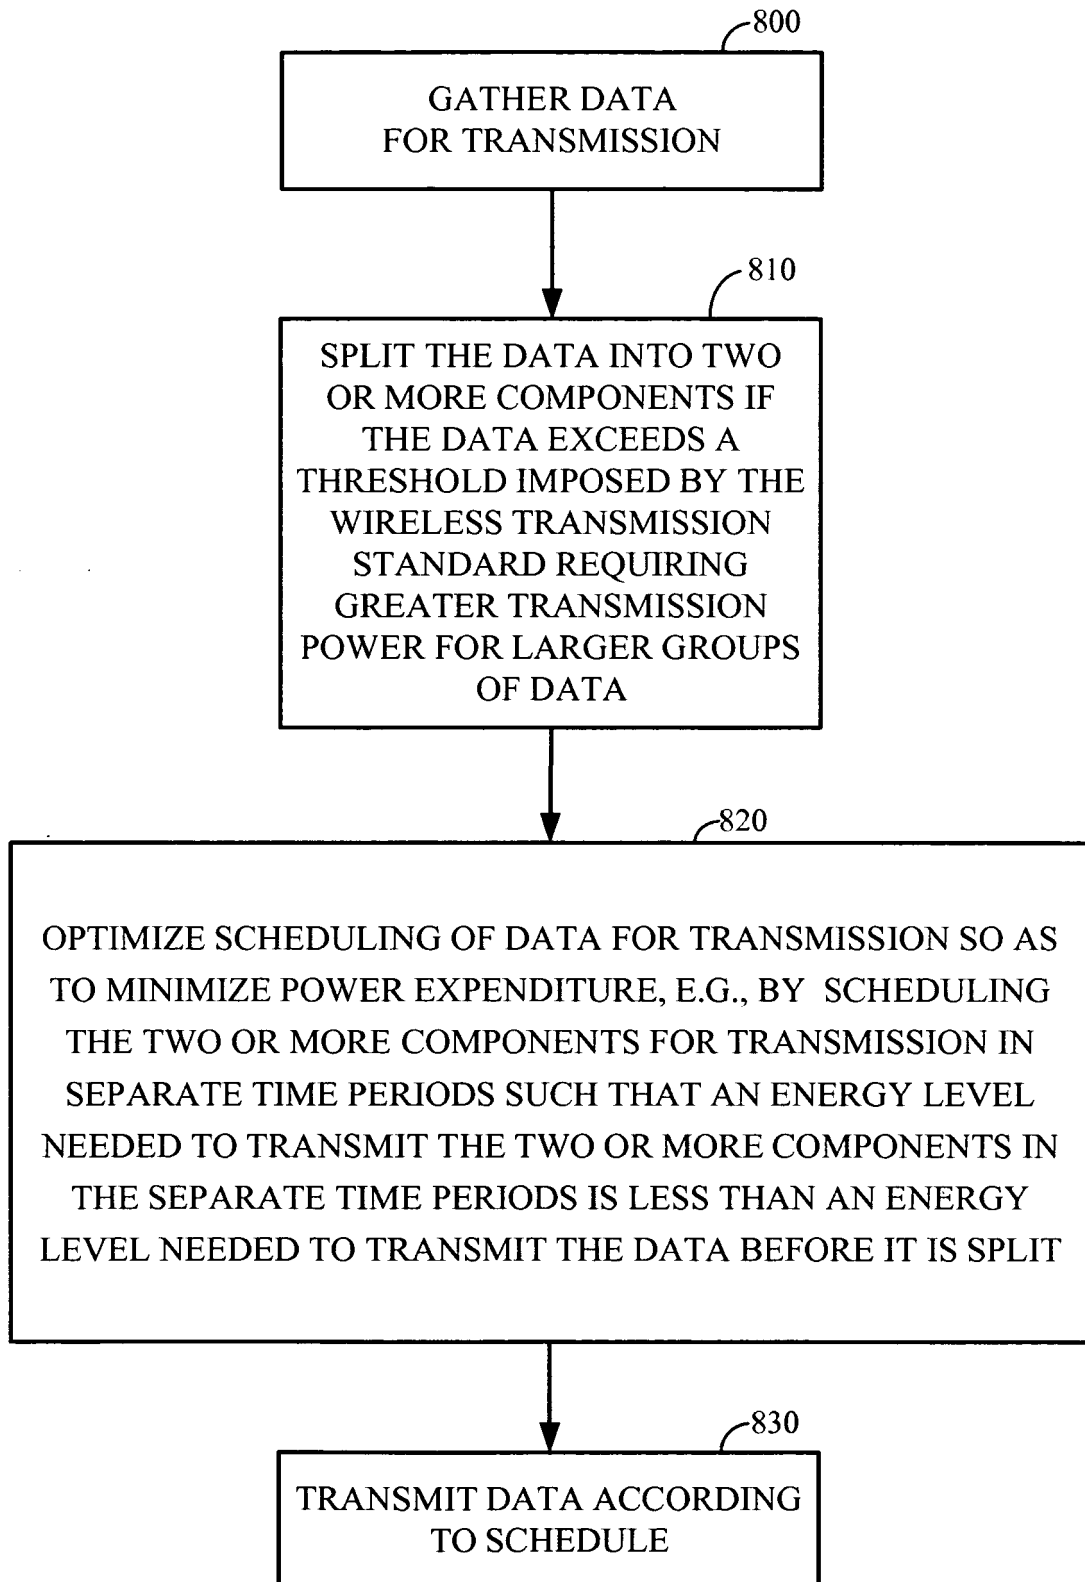 800
GATHER DATA
FOR TRANSMISSION
810
SPLIT THE DATA INTO TWO
OR MORE COMPONENTS IF
THE DATA EXCEEDS A
THRESHOLD IMPOSED BY THE
WIRELESS TRANSMISSION
STANDARD REQUIRING
GREATER TRANSMISSION
POWER FOR LARGER GROUPS
OF DATA
820
OPTIMIZE SCHEDULING OF DATA FOR TRANSMISSION SO AS
TO MINIMIZE POWER EXPENDITURE, E.G., BY SCHEDULING
THE TWO OR MORE COMPONENTS FOR TRANSMISSION IN
SEPARATE TIME PERIODS SUCH THAT AN ENERGY LEVEL
NEEDED TO TRANSMIT THE TWO OR MORE COMPONENTS IN
THE SEPARATE TIME PERIODS IS LESS THAN AN ENERGY
LEVEL NEEDED TO TRANSMIT THE DATA BEFORE IT IS SPLIT
830
TRANSMIT DATA ACCORDING
TO SCHEDULE